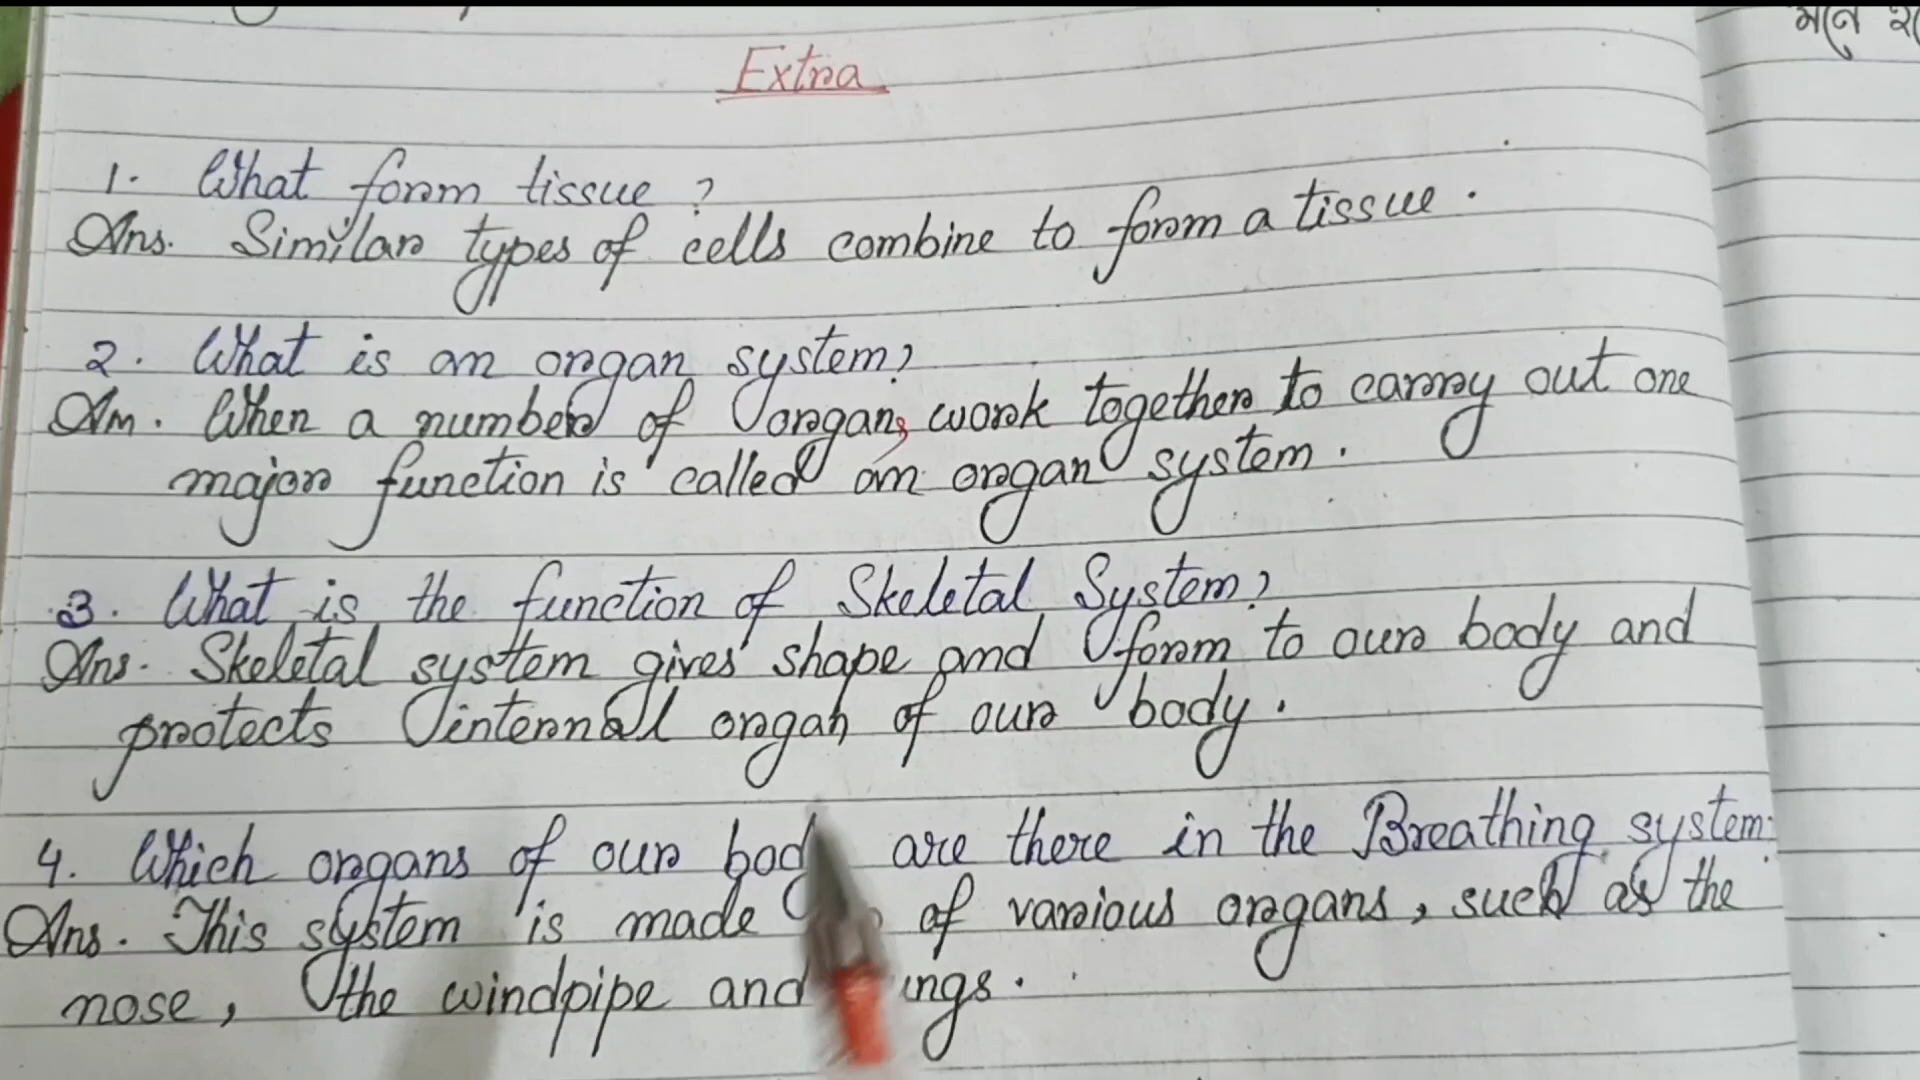 Extra
1. What form tissue?
Ans. Similar types of cells combine to form a tissue.
2. What is an organ system?
An. When a number of organs work together to carry out one
major function is called an organ system.
3. What is the function of Skeletal System?
Ans. Skeletal system gives shape and form to our body and
protects internal organ of our body.
4. Which organs of our body are there in the Breathing system?
Ans. This system is made of various organs, such as the
nose, the windpipe and
মনে